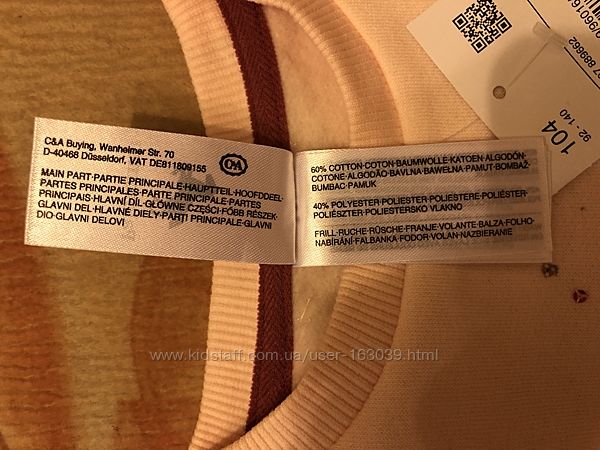 C&A Buying, Wanheimer Str. 70
D-40468 Düsseldorf, VAT DE811809155
C&A
MAIN PART·PARTIE PRINCIPALE·HAUPTTEIL·HOOFDDEEL·
PARTES PRINCIPALES·PARTE PRINCIPALE·PARTES
PRINCIPAIS·HLAVNÍ DÍL·GŁÓWNE CZĘŚCI·FŐBB RÉSZEK·
GLAVNI DEL·HLAVNÉ DIELY·PĂRŢI PRINCIPALE·GLAVNI
DIO·GLAVNI DELOVI
60% COTTON·COTON·BAUMWOLLE·KATOEN·ALGODÓN·
COTONE·ALGODÃO·BAVLNA·BAWEŁNA·PAMUT·BOMBAŽ·
BUMBAC·PAMUK
40% POLYESTER·POLYESTER·POLIESTERE·POLIÉSTER·
POLIÉSZTER·POLIESTERSKO VLAKNO
FRILL·RUCHE·RÜSCHE·FRANJE·VOLANTE·BALZA·FOLHO·
NABÍRÁNÍ·FALBANKA·FODOR·VOLAN·NAZBIERANIE
104
92 - 140
889662
www.kidstaff.com.ua/user-163039.html